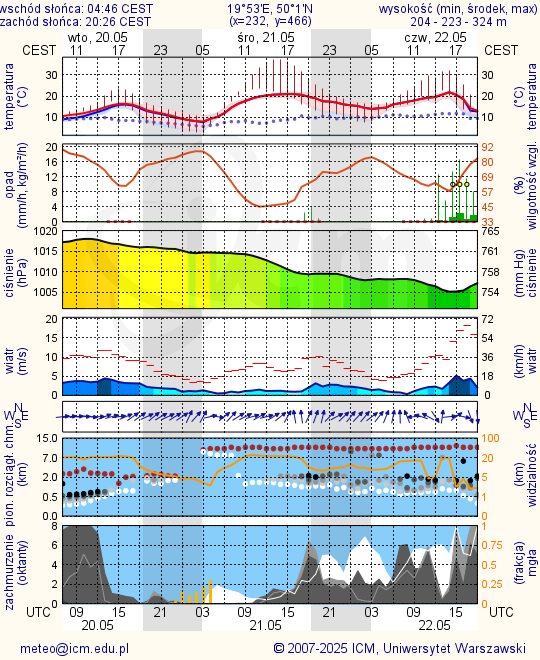 wschód słońca: 04:46 CEST
zachód słońca: 20:26 CEST
19°53'E, 50°1'N
(x=232, y=466)
wysokość (min, środek, max)
204 - 223 - 324 m
wto, 20.05 śro, 21.05 czw, 22.05
CEST 11 17 23 05 11 17 23 05 11 17 CEST
temperatura (°C)
30 20 10
30 20 10
temperatura (°C)
opad (mm/h, kg/m²/h)
20 16 12 8 4 0
92 80 69 57 45 33
(%) wilgotność wzgl.
ciśnienie (hPa)
1020 1015 1010 1005
765 761 758 754
(mm Hg) ciśnienie
wiatr (m/s)
20 15 10 5 0
72 54 36 18 0
(km/h) wiatr
N W E S
N W E S
pion. rozciągł. chm. (km)
15.0 7.0 2.0 0.5 0.0
100 20 5 1 0
(km) widzialność
zachmurzenie (oktanty)
8 6 4 2 0
1 0.75 0.5 0.25 0
(frakcja) mgła
UTC 09 15 21 03 09 15 21 03 09 15 UTC
20.05 21.05 22.05
meteo@icm.edu.pl
© 2007-2025 ICM, Uniwersytet Warszawski